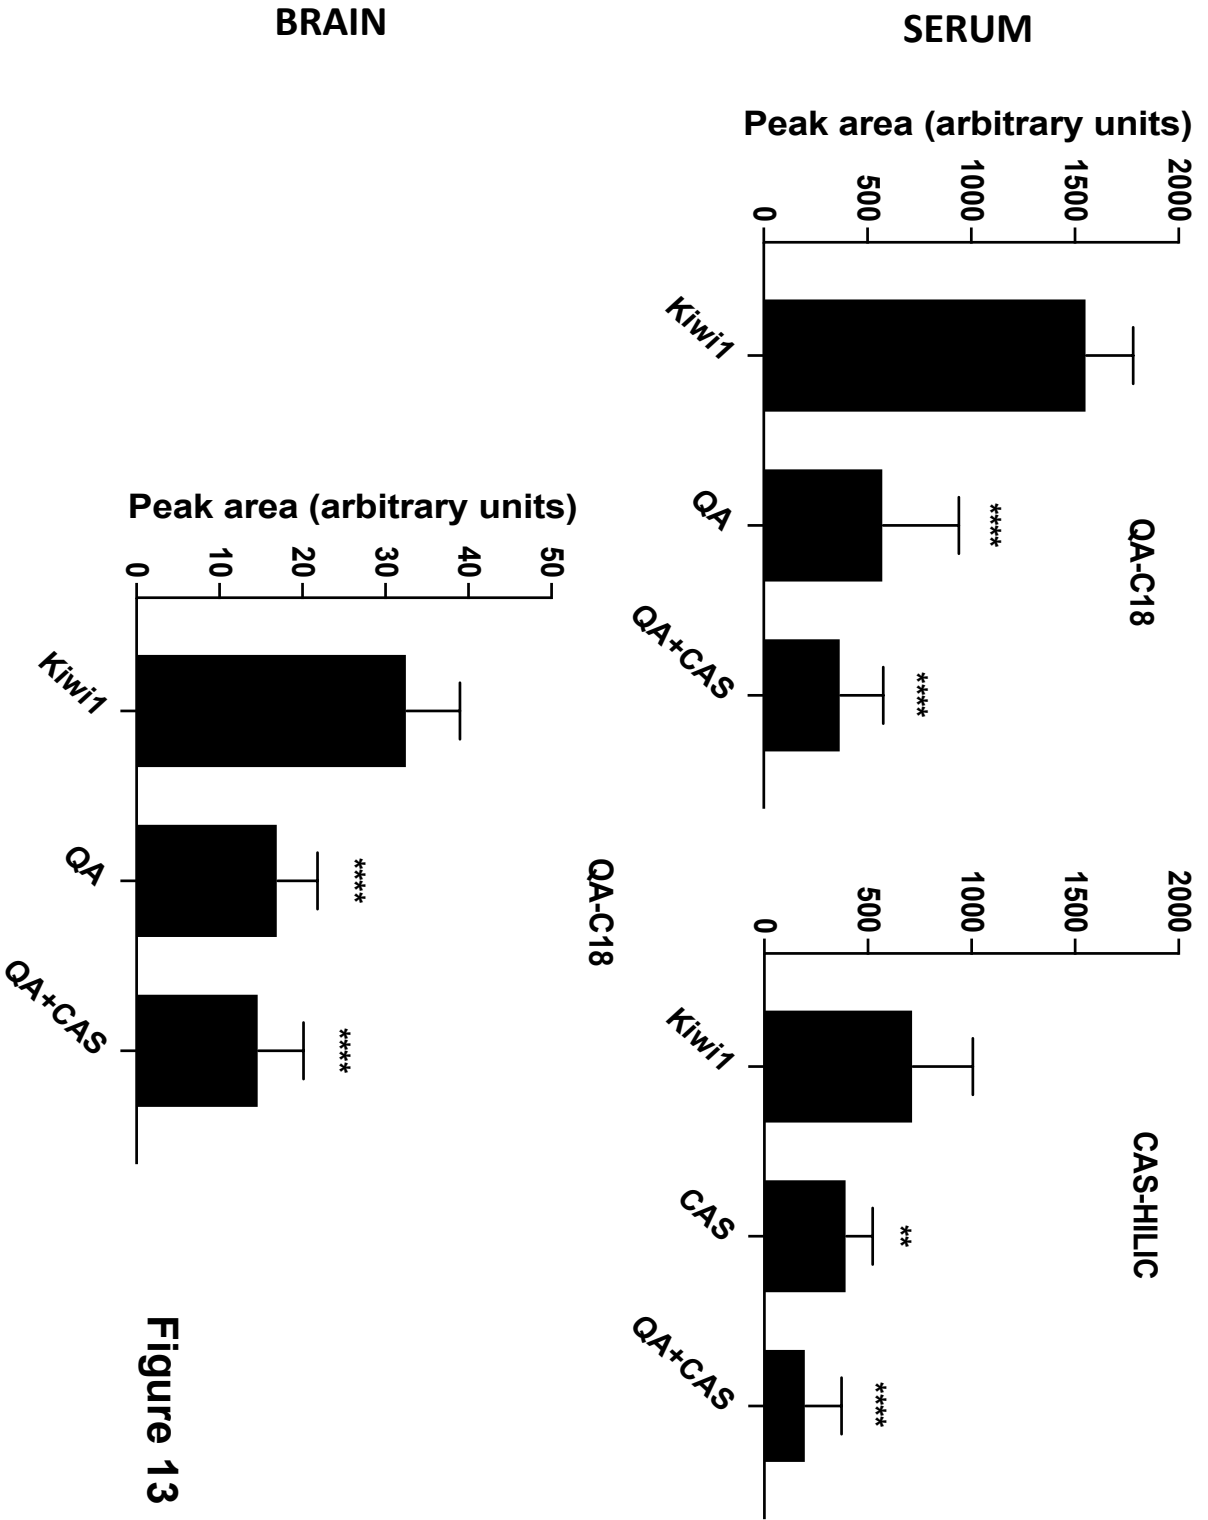 SERUM
QA-C18
Peak area (arbitrary units)
2000
1500
1000
500
0
****
****
Kiwi1
QA
QA+CAS
CAS-HILIC
2000
1500
1000
500
0
**
****
Kiwi1
CAS
QA+CAS
BRAIN
QA-C18
Peak area (arbitrary units)
50
40
30
20
10
0
****
****
Kiwi1
QA
QA+CAS
Figure 13